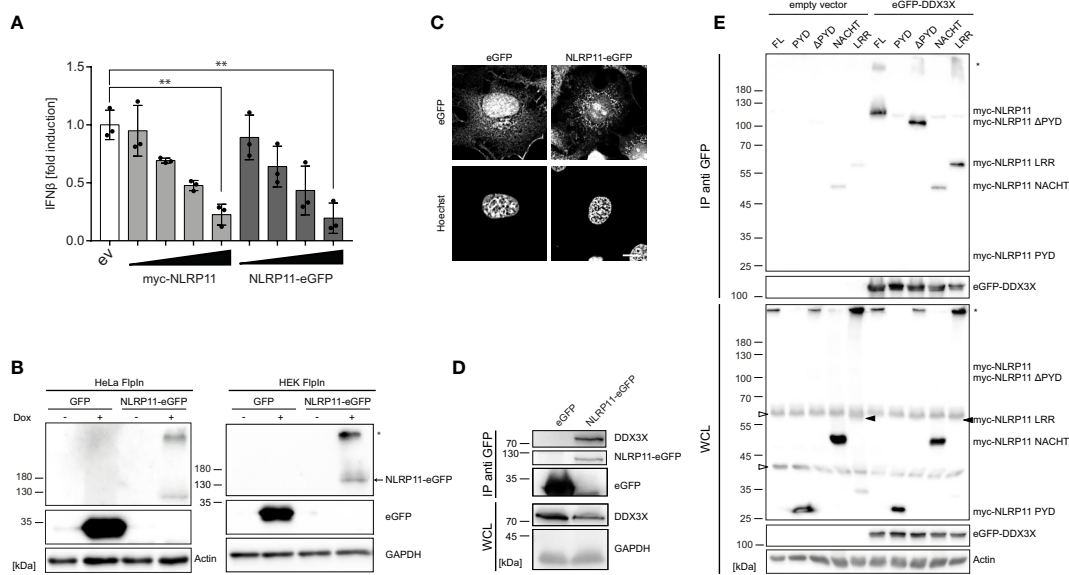 A
IFNβ [fold induction]
1.5
1.0
0.5
0.0
**
**
ev
myc-NLRP11
NLRP11-eGFP
B
HeLa FlpIn
HEK FlpIn
GFP
NLRP11-eGFP
GFP
NLRP11-eGFP
Dox
-
+
-
+
-
+
-
+
*
180
130
180
130
NLRP11-eGFP
35
35
eGFP
[kDa]
Actin
GAPDH
C
eGFP
NLRP11-eGFP
eGFP
Hoechst
D
eGFP
NLRP11-eGFP
IP anti GFP
70
DDX3X
130
NLRP11-eGFP
35
eGFP
WCL
70
DDX3X
45
GAPDH
[kDa]
E
empty vector
eGFP-DDX3X
FL
PYD
ΔPYD
NACHT
LRR
FL
PYD
ΔPYD
NACHT
LRR
IP anti GFP
*
180
130
100
70
55
45
35
25
myc-NLRP11
myc-NLRP11 ΔPYD
myc-NLRP11 LRR
myc-NLRP11 NACHT
myc-NLRP11 PYD
100
eGFP-DDX3X
WCL
*
180
130
100
70
55
45
35
25
myc-NLRP11
myc-NLRP11 ΔPYD
myc-NLRP11 LRR
myc-NLRP11 NACHT
myc-NLRP11 PYD
100
eGFP-DDX3X
[kDa]
Actin